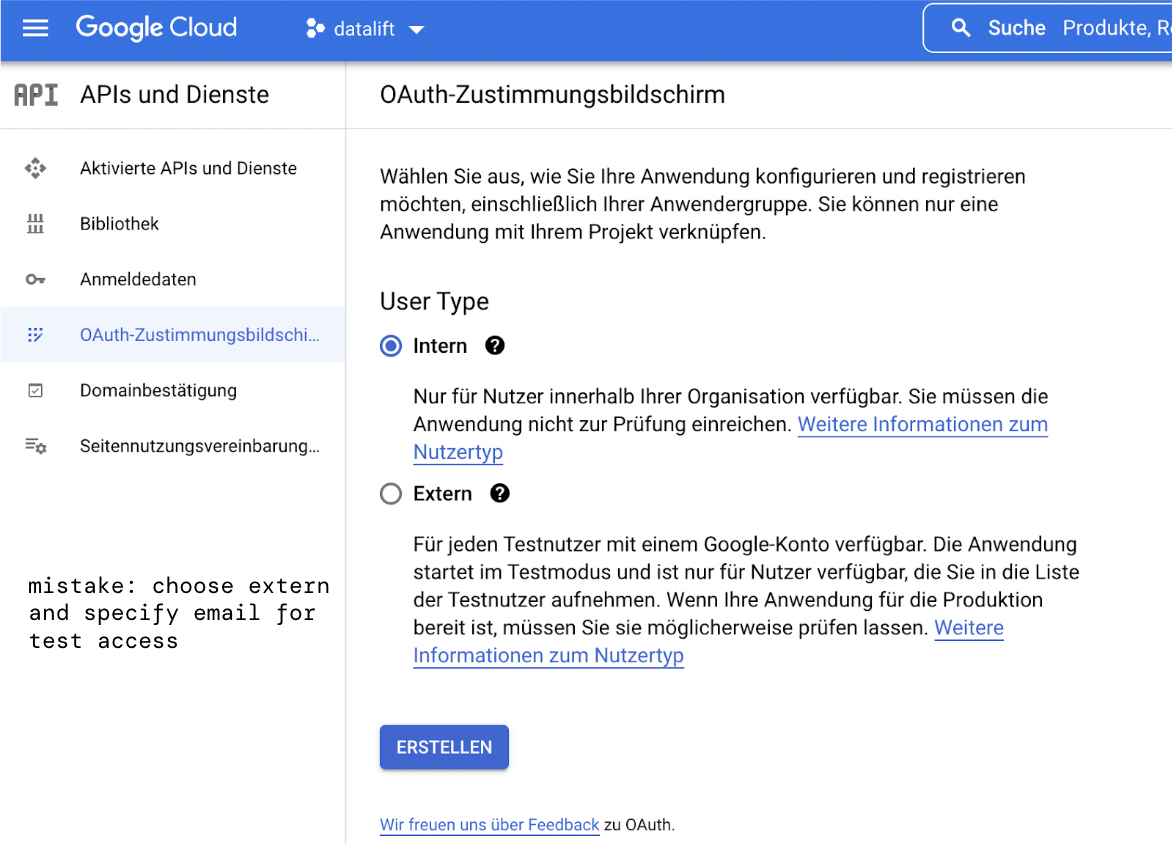 Google Cloud
datalift
Suche Produkte, R
API APIs und Dienste
OAuth-Zustimmungsbildschirm
Aktivierte APIs und Dienste
Bibliothek
Anmeldedaten
OAuth-Zustimmungsbildschi...
Domainbestätigung
Seitennutzungsvereinbarung...
mistake: choose extern
and specify email for
test access
Wählen Sie aus, wie Sie Ihre Anwendung konfigurieren und registrieren
möchten, einschließlich Ihrer Anwendergruppe. Sie können nur eine
Anwendung mit Ihrem Projekt verknüpfen.
User Type
Intern ?
Nur für Nutzer innerhalb Ihrer Organisation verfügbar. Sie müssen die
Anwendung nicht zur Prüfung einreichen. Weitere Informationen zum
Nutzertyp
Extern ?
Für jeden Testnutzer mit einem Google-Konto verfügbar. Die Anwendung
startet im Testmodus und ist nur für Nutzer verfügbar, die Sie in die Liste
der Testnutzer aufnehmen. Wenn Ihre Anwendung für die Produktion
bereit ist, müssen Sie sie möglicherweise prüfen lassen. Weitere
Informationen zum Nutzertyp
ERSTELLEN
Wir freuen uns über Feedback zu OAuth.